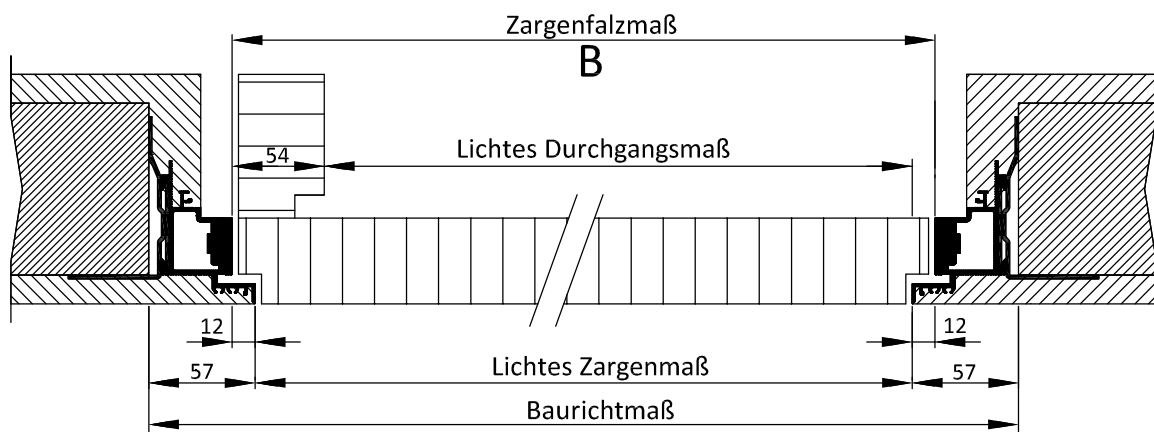 Zargenfalzmaß
B
54
Lichtes Durchgangsmaß
12
12
57
Lichtes Zargenmaß
57
Baurichtmaß